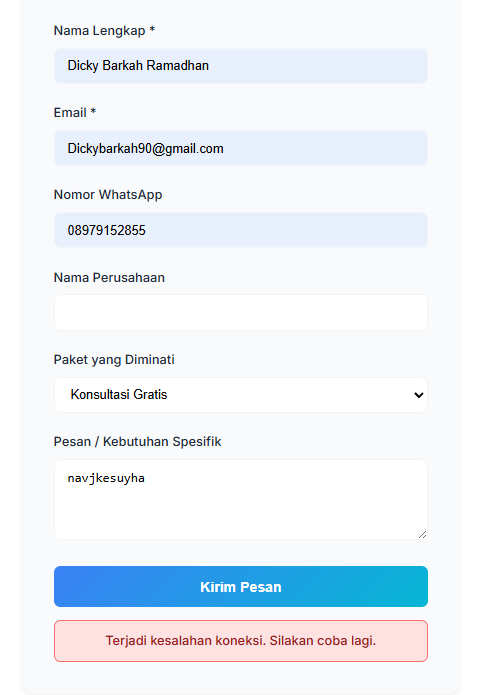 Nama Lengkap *
Dicky Barkah Ramadhan
Email *
Dickybarkah90@gmail.com
Nomor WhatsApp
08979152855
Nama Perusahaan
Paket yang Diminati
Konsultasi Gratis
Pesan / Kebutuhan Spesifik
navjkesuyha
Kirim Pesan
Terjadi kesalahan koneksi. Silakan coba lagi.